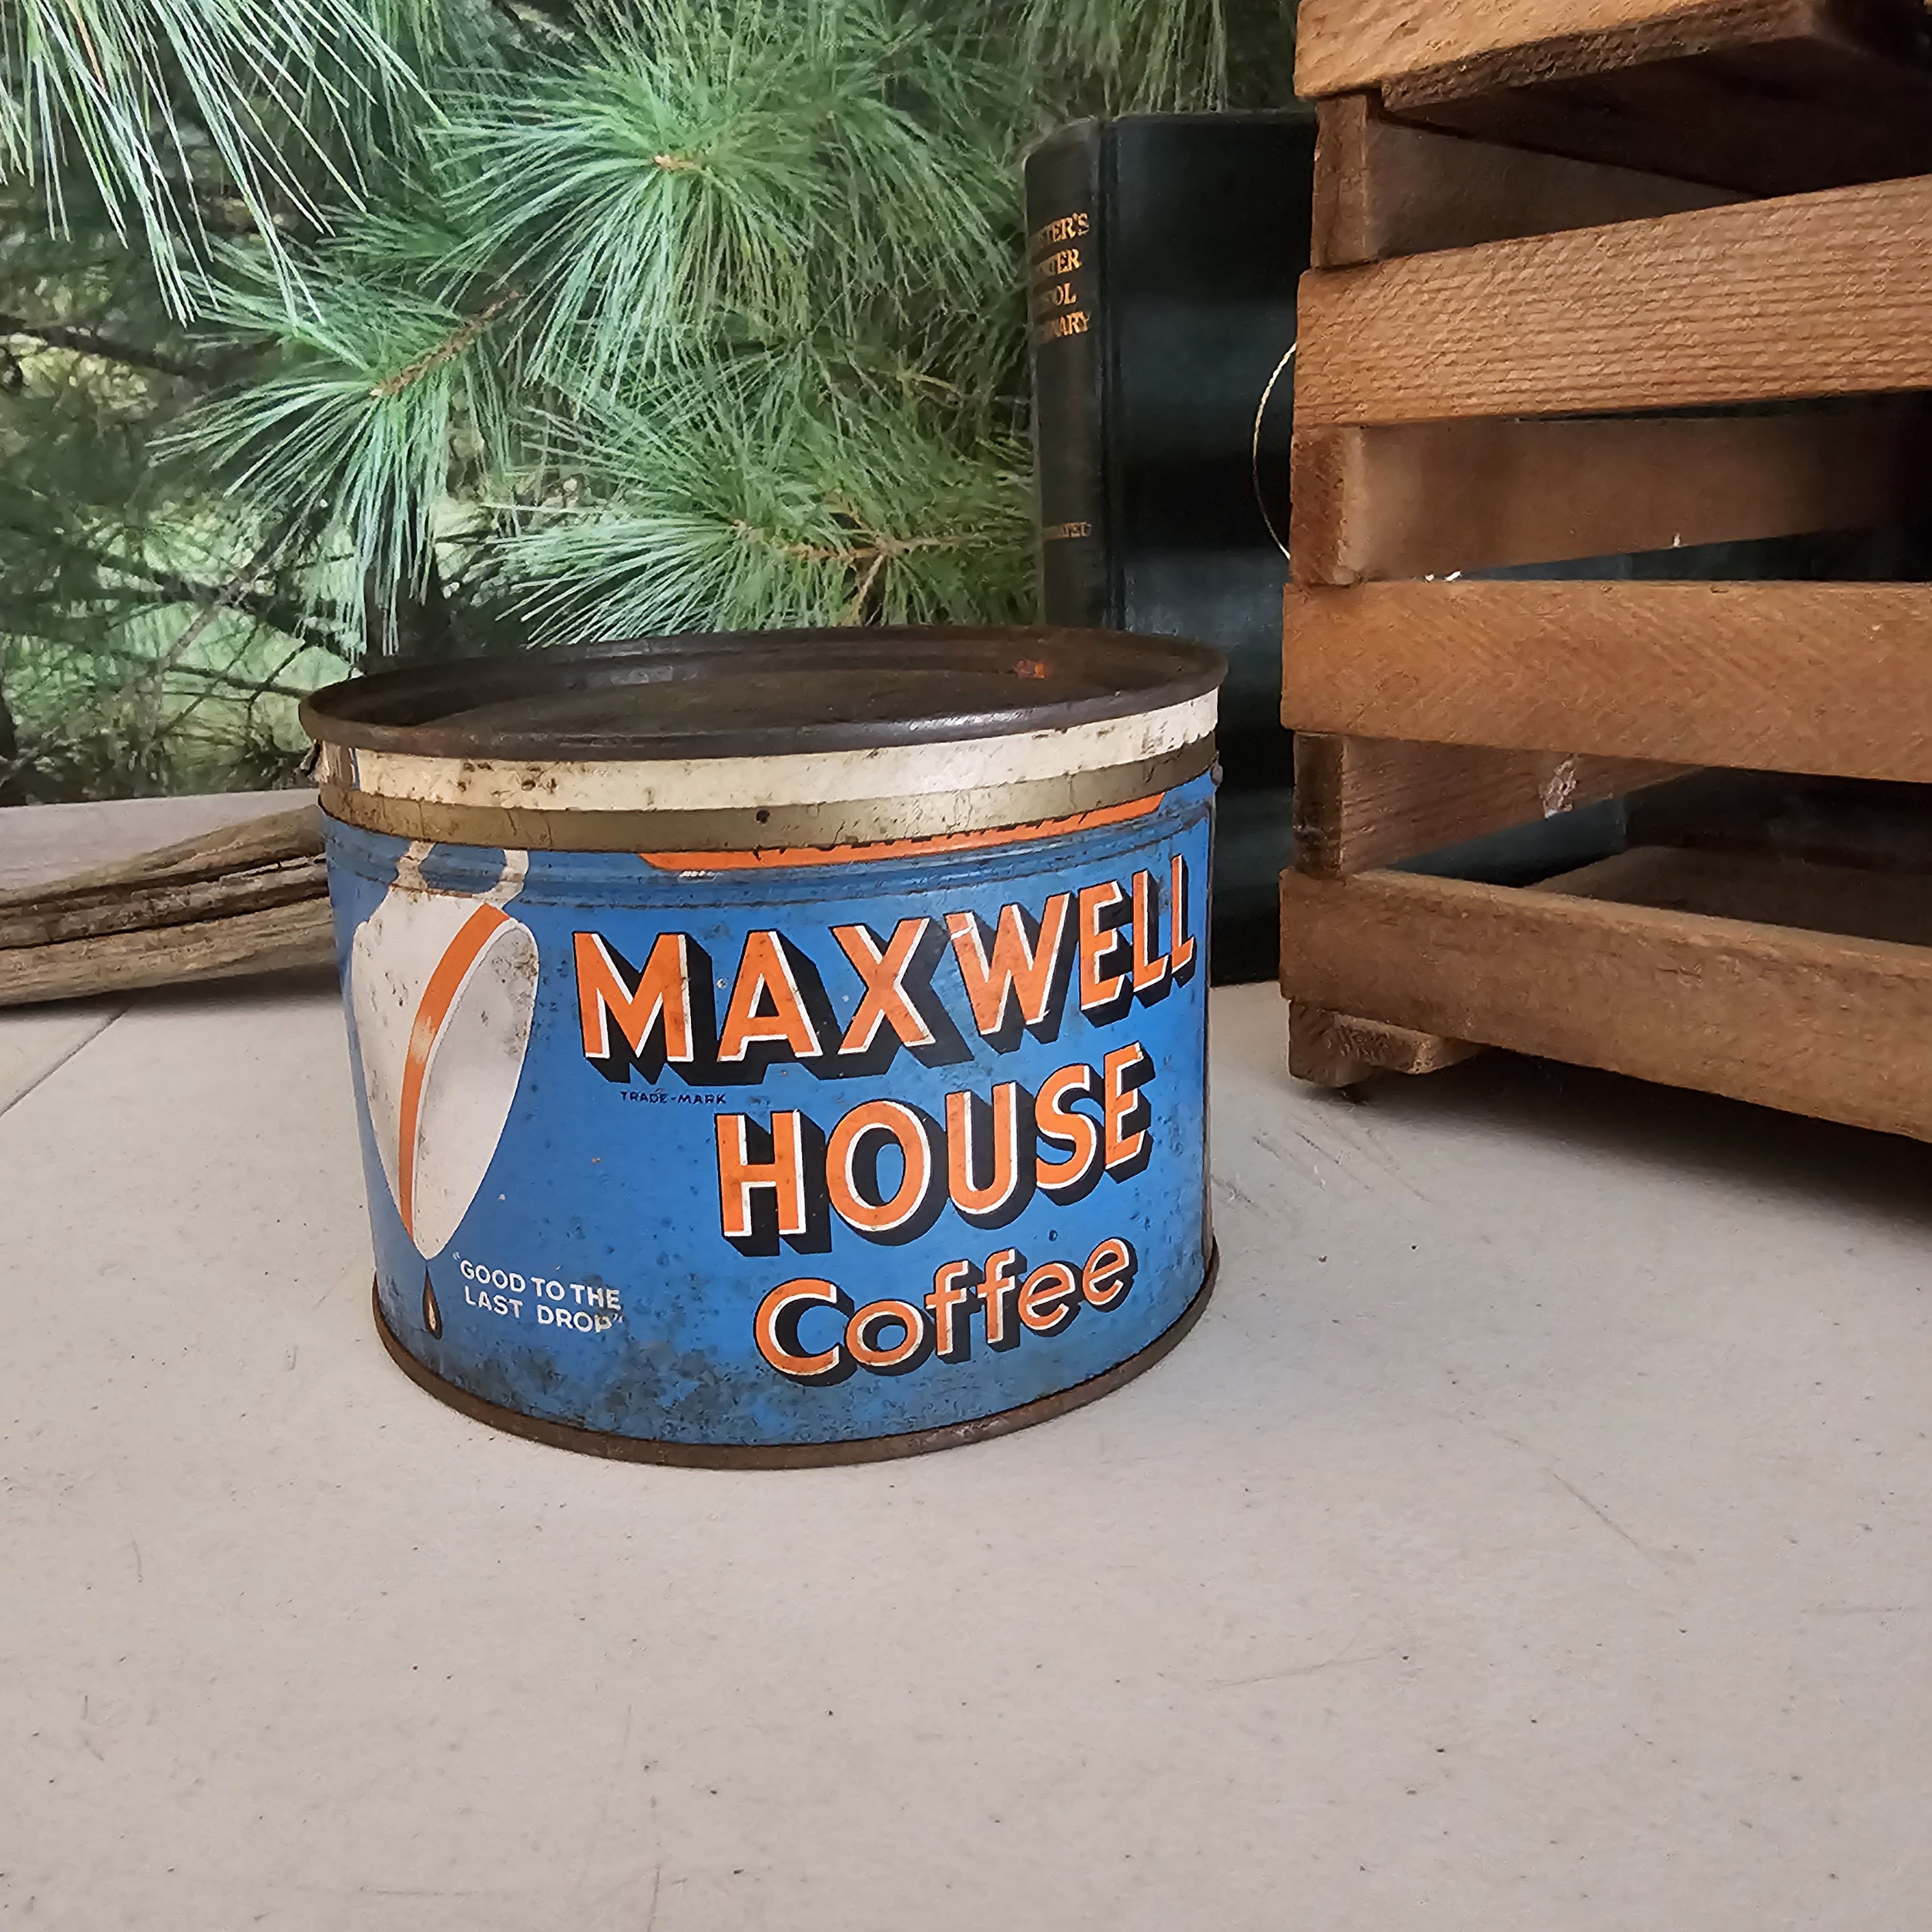 MAXWELL
TRADE-MARK
HOUSE
Coffee
"GOOD TO THE
LAST DROP"